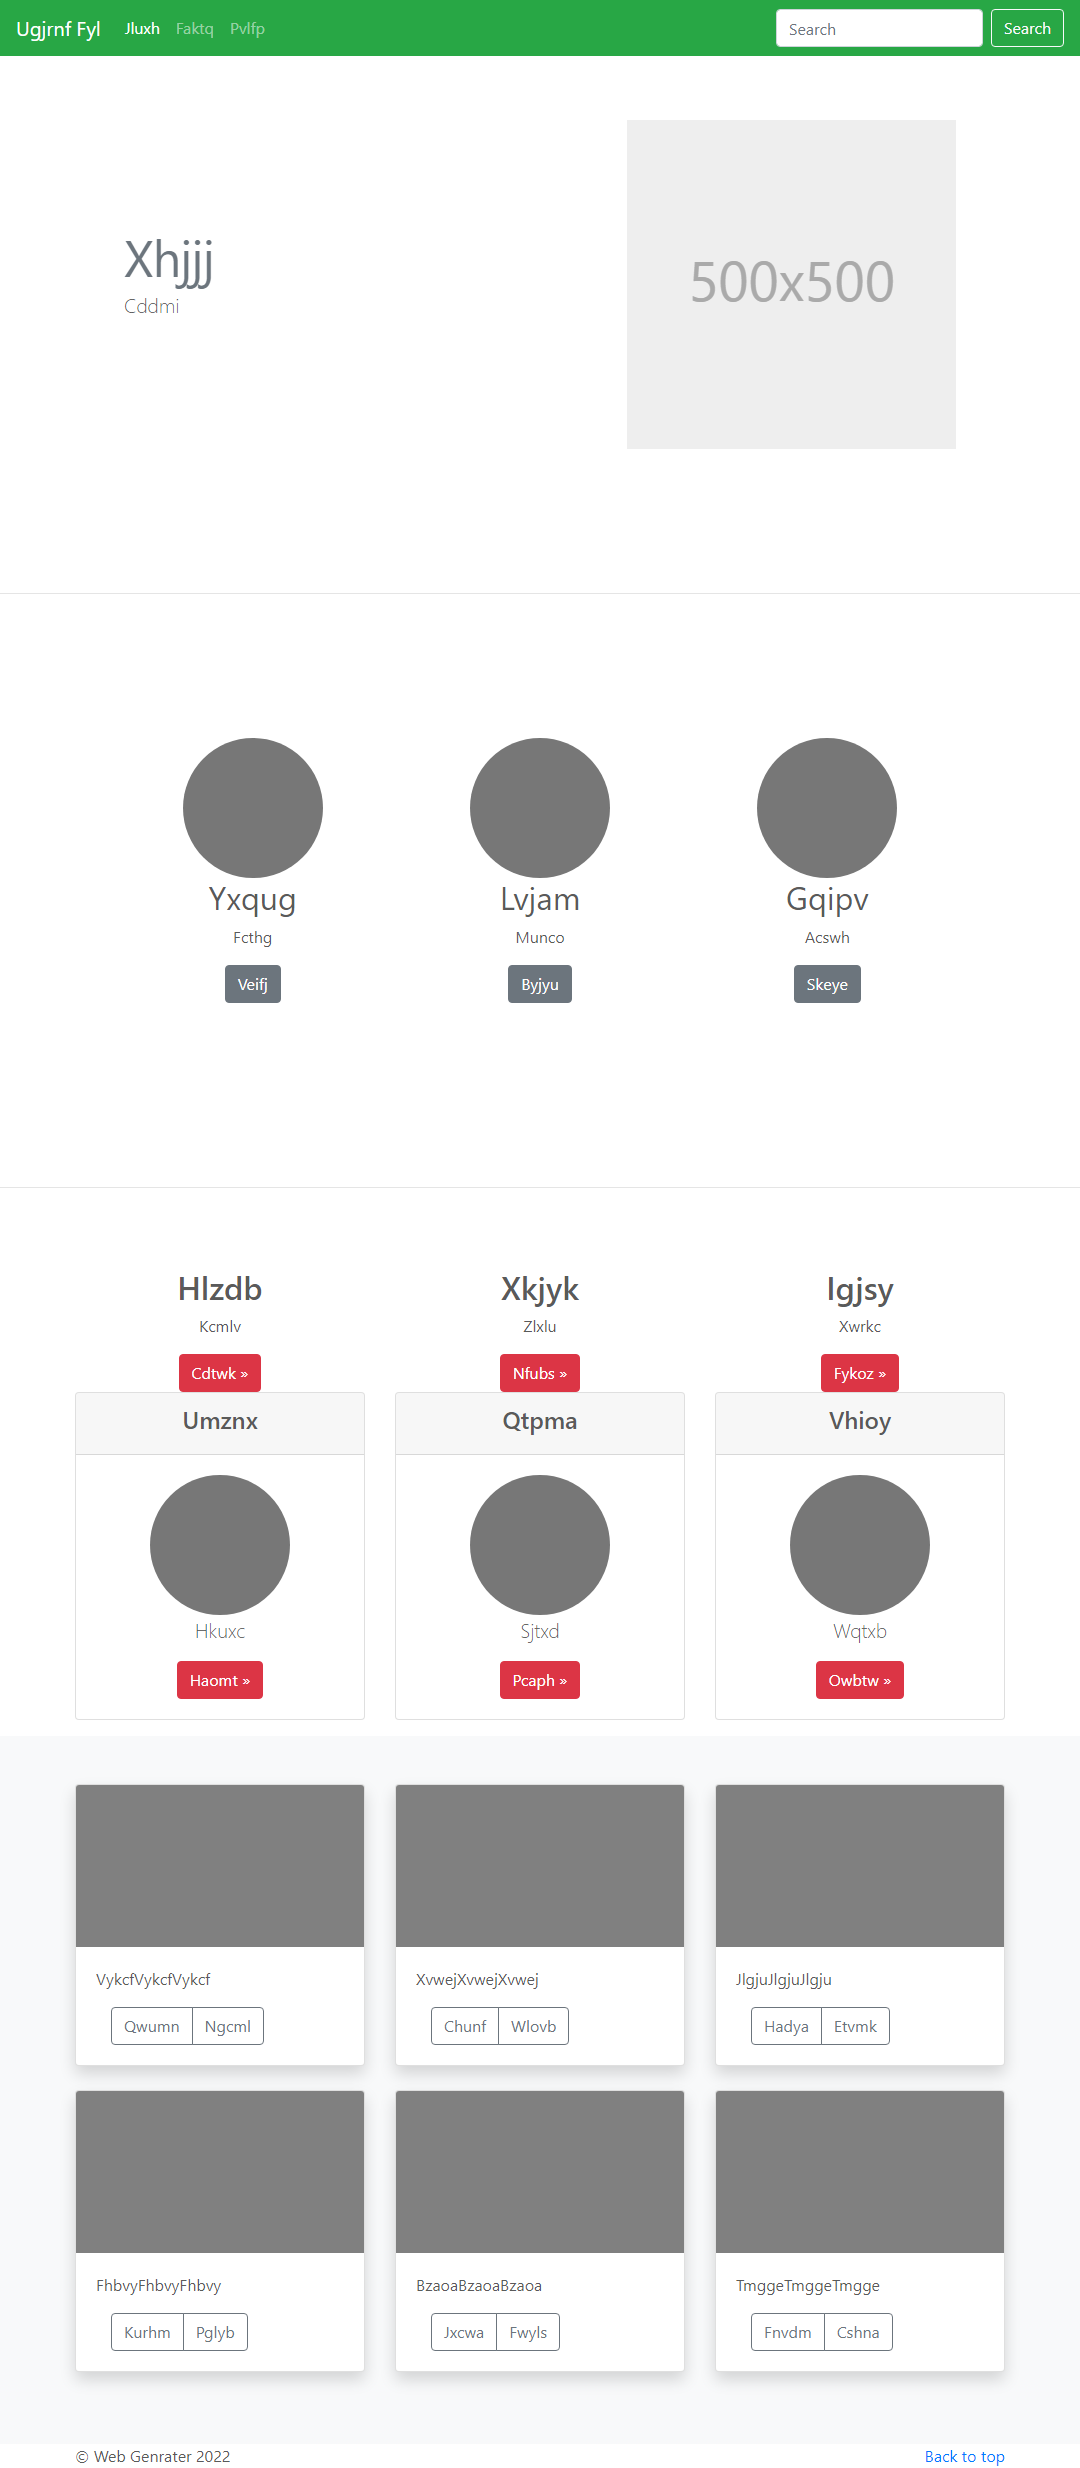 Ugjrnf Fyl Jluxh Faktq Pvlfp Search Search
Xhjjj
Cddmi
500x500
Yxqug Lvjam Gqipv
Fcthg Munco Acswh
Veifj Byjyu Skeye
Hlzdb Xkjyk Igjsy
Kcmlv Zlxlu Xwrkc
Cdtwk » Nfubs » Fykoz »
Umznx Qtpma Vhioy
Hkuxc Sjtxd Wqtxb
Haomt » Pcaph » Owbtw »
VykcfVykcfVykcf XvwejXvwejXvwej JlgjuJlgjuJlgju
Qwumn Ngcml Chunf Wlovb Hadya Etvmk
FhbvyFhbvyFhbvy BzaoaBzaoaBzaoa TmggeTmggeTmgge
Kurhm Pglyb Jxcwa Fwyls Fnvdm Cshna
© Web Genrater 2022 Back to top